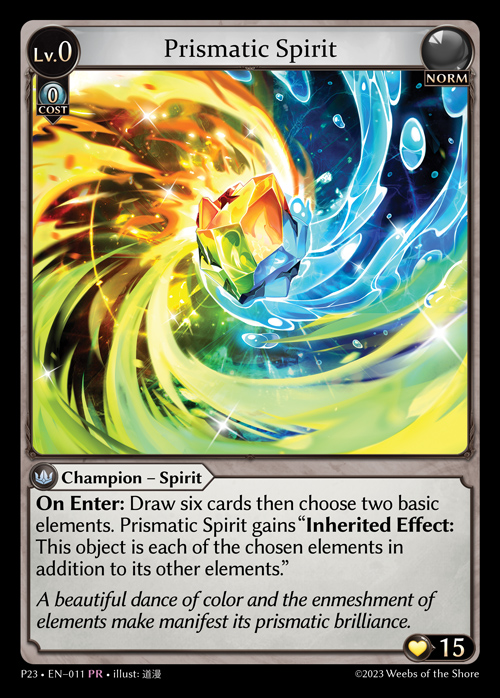 Lv.0
Prismatic Spirit
NORM
0
COST
Champion – Spirit
On Enter: Draw six cards then choose two basic
elements. Prismatic Spirit gains “Inherited Effect:
This object is each of the chosen elements in
addition to its other elements.”
A beautiful dance of color and the enmeshment of
elements make manifest its prismatic brilliance.
15
P23 • EN–011 PR • illust: 道漫
©2023 Weebs of the Shore